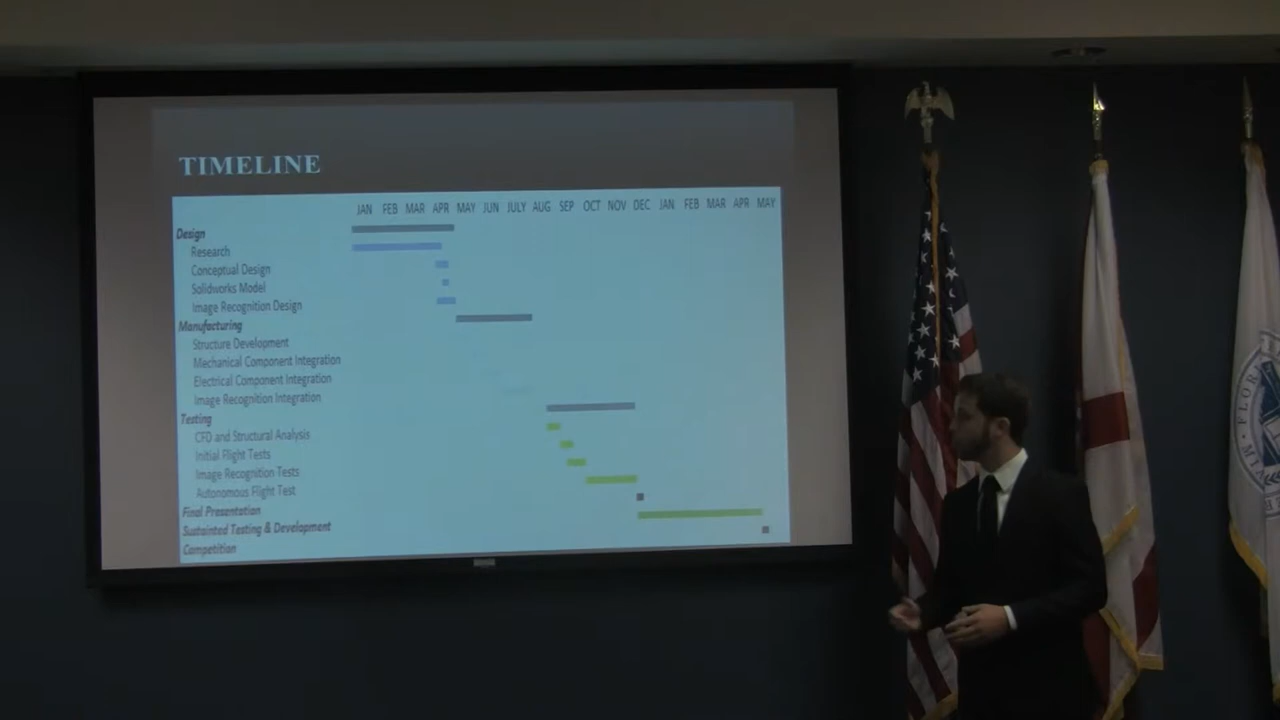 TIMELINE
JAN FEB MAR APR MAY JUN JULY AUG SEP OCT NOV DEC JAN FEB MAR APR MAY
Design
Research
Conceptual Design
Solidworks Model
Image Recognition Design
Manufacturing
Structure Development
Mechanical Component Integration
Electrical Component Integration
Image Recognition Integration
Testing
CFD and Structural Analysis
Initial Flight Tests
Image Recognition Tests
Autonomous Flight Test
Final Presentation
Sustainted Testing & Development
Competition
FLOR
MIA